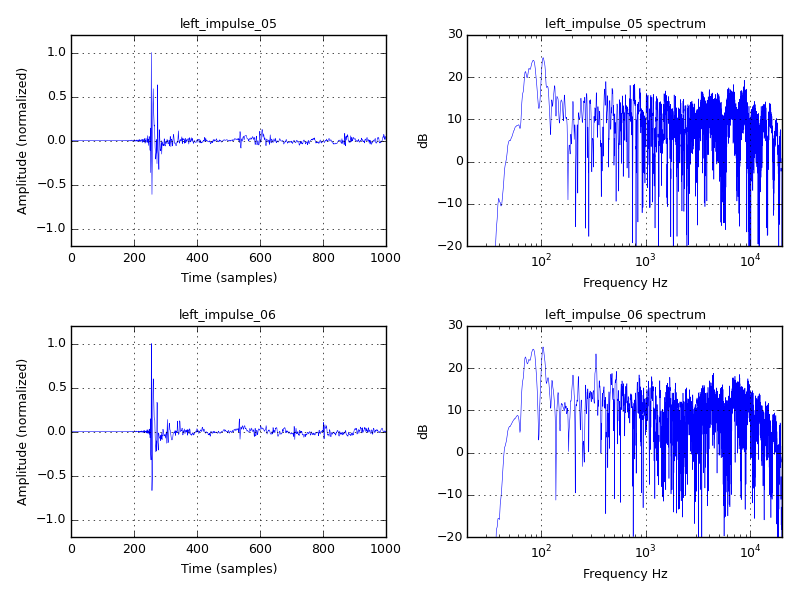 left_impulse_05
1.0
0.5
0.0
−0.5
−1.0
Amplitude (normalized)
0 200 400 600 800 1000
Time (samples)
left_impulse_05 spectrum
30
20
10
0
−10
−20
dB
10² 10³ 10⁴
Frequency Hz
left_impulse_06
1.0
0.5
0.0
−0.5
−1.0
Amplitude (normalized)
0 200 400 600 800 1000
Time (samples)
left_impulse_06 spectrum
30
20
10
0
−10
−20
dB
10² 10³ 10⁴
Frequency Hz